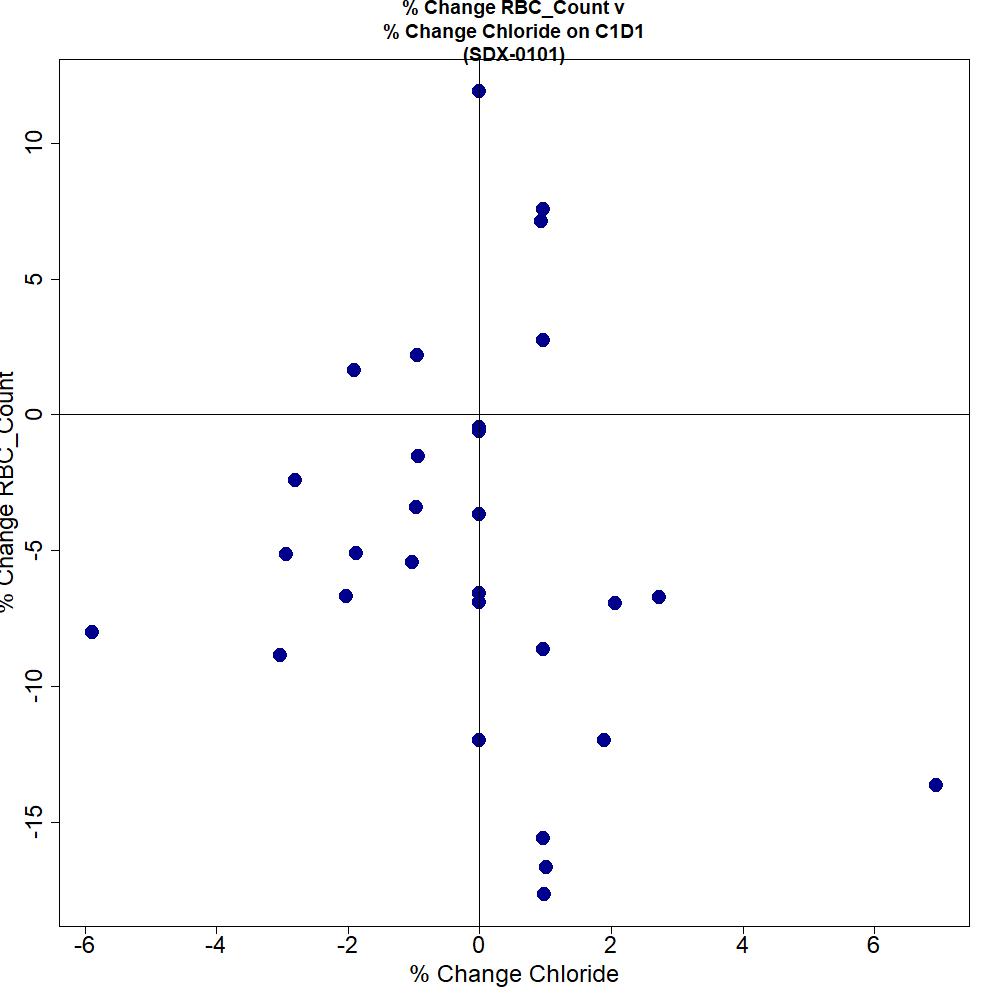 % Change RBC_Count v
% Change Chloride on C1D1
(SDX-0101)
% Change RBC_Count
10
5
0
-5
-10
-15
-6
-4
-2
0
2
4
6
% Change Chloride